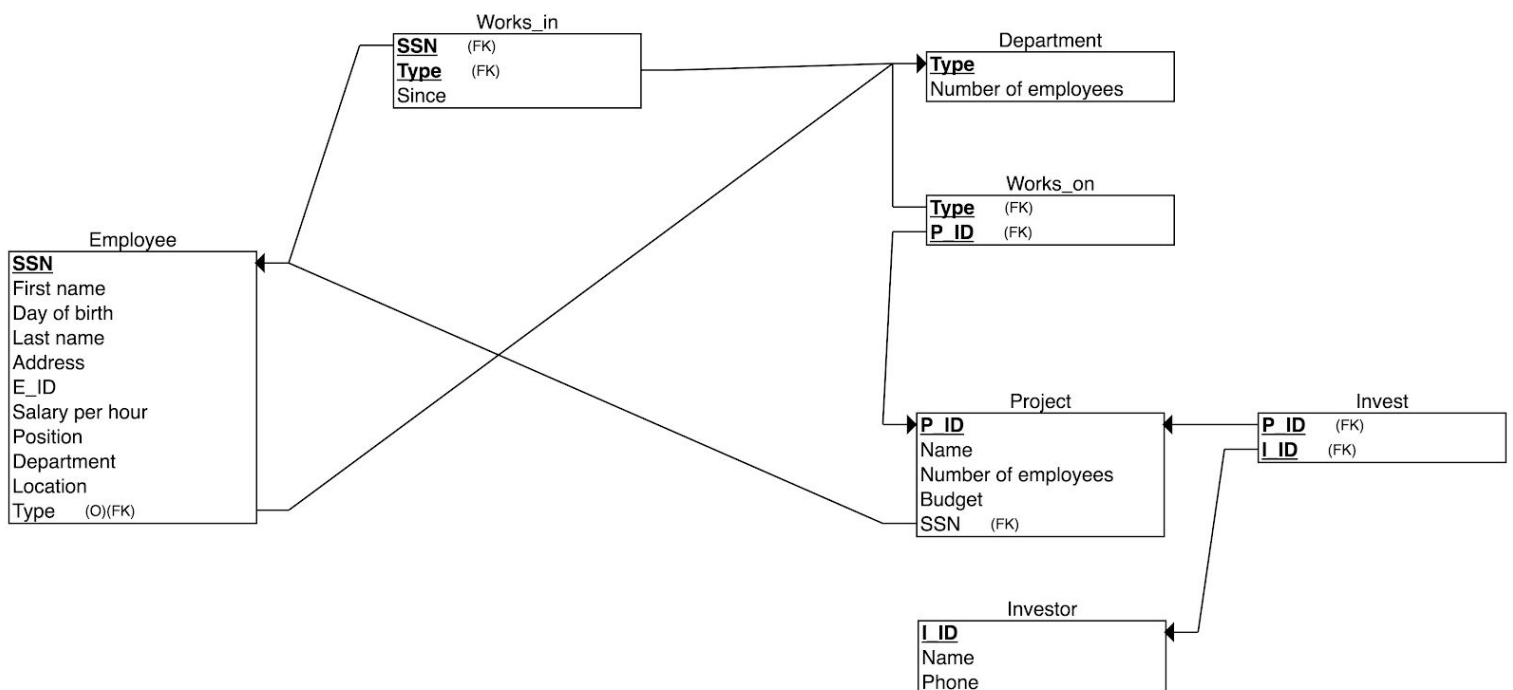 Works_in
SSN (FK)
Type (FK)
Since
Department
Type
Number of employees
Works_on
Type (FK)
P_ID (FK)
Employee
SSN
First name
Day of birth
Last name
Address
E_ID
Salary per hour
Position
Department
Location
Type (O)(FK)
Project
P_ID
Name
Number of employees
Budget
SSN (FK)
Invest
P_ID (FK)
I_ID (FK)
Investor
I_ID
Name
Phone